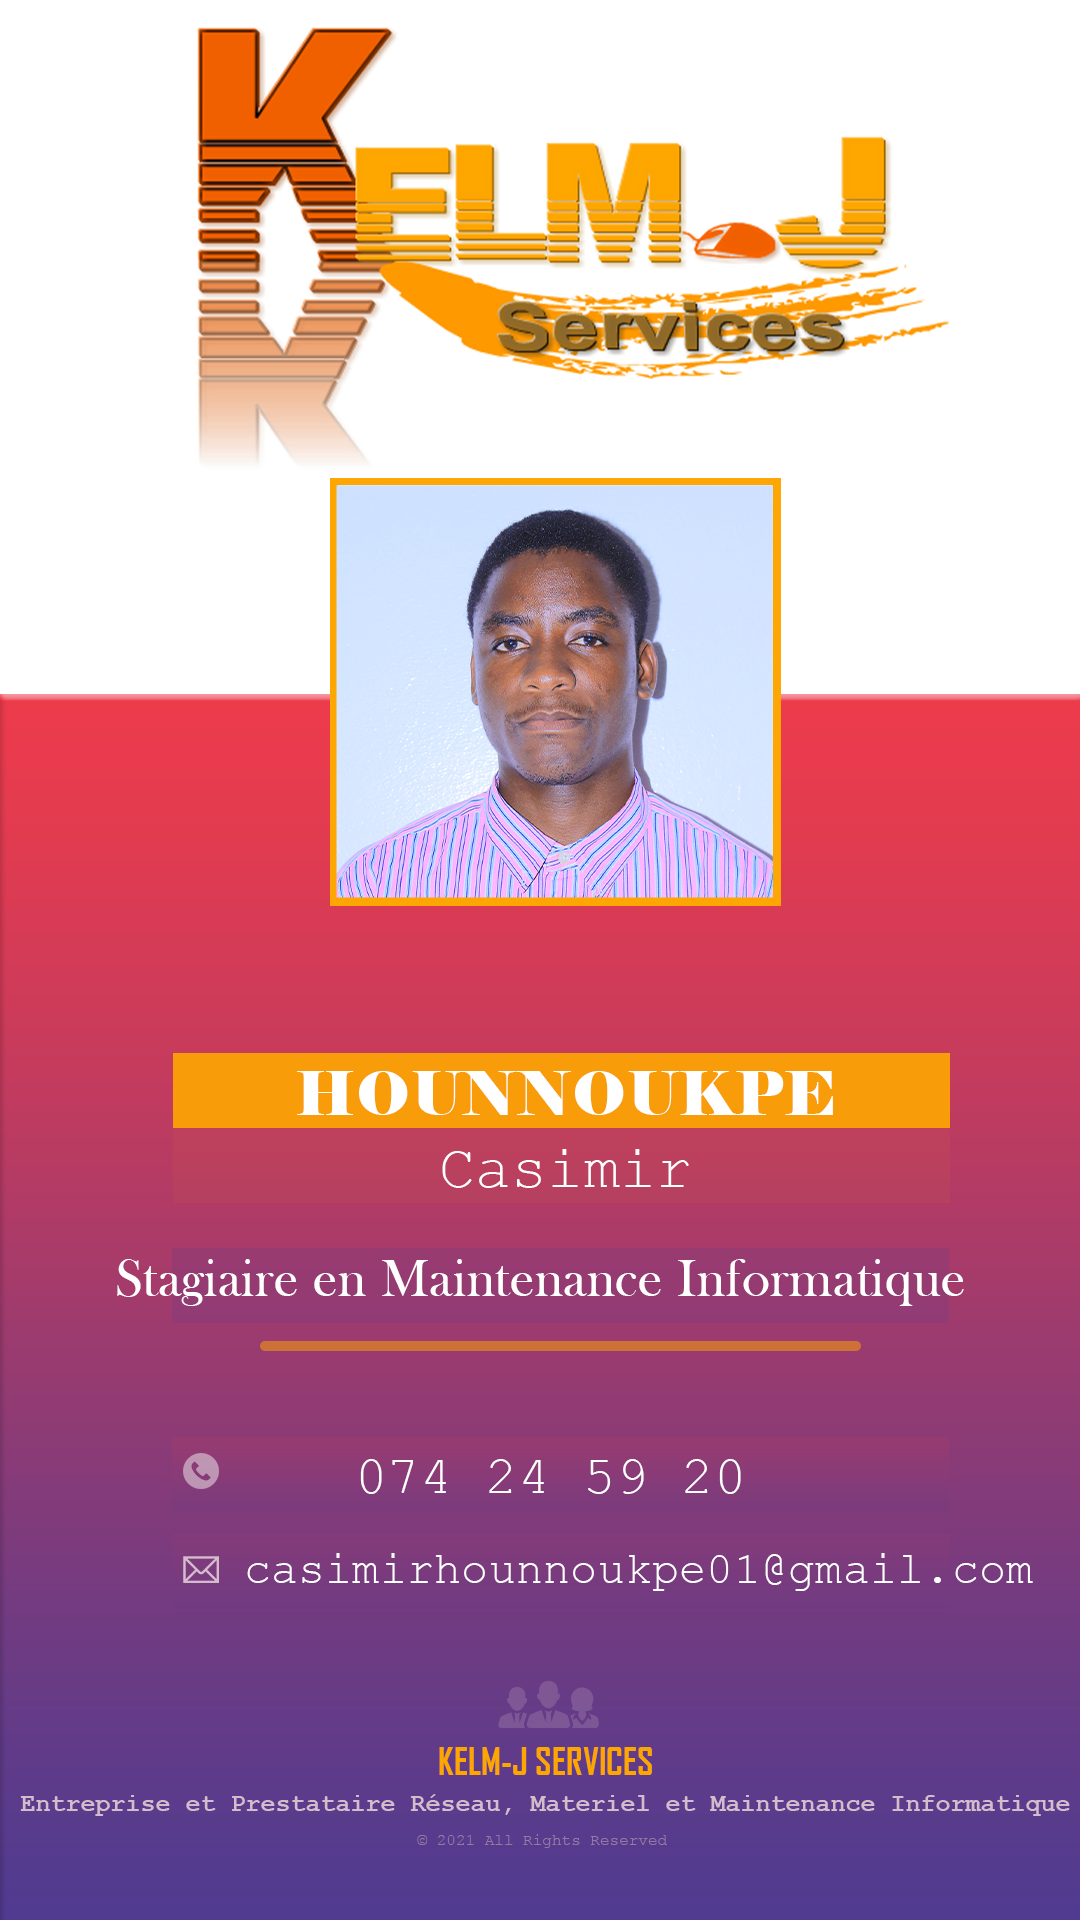 KELM-J
Services
HOUNNOUKPE
Casimir
Stagiaire en Maintenance Informatique
074 24 59 20
casimirhounnoukpe01@gmail.com
KELM-J SERVICES
Entreprise et Prestataire Réseau, Materiel et Maintenance Informatique
© 2021 All Rights Reserved